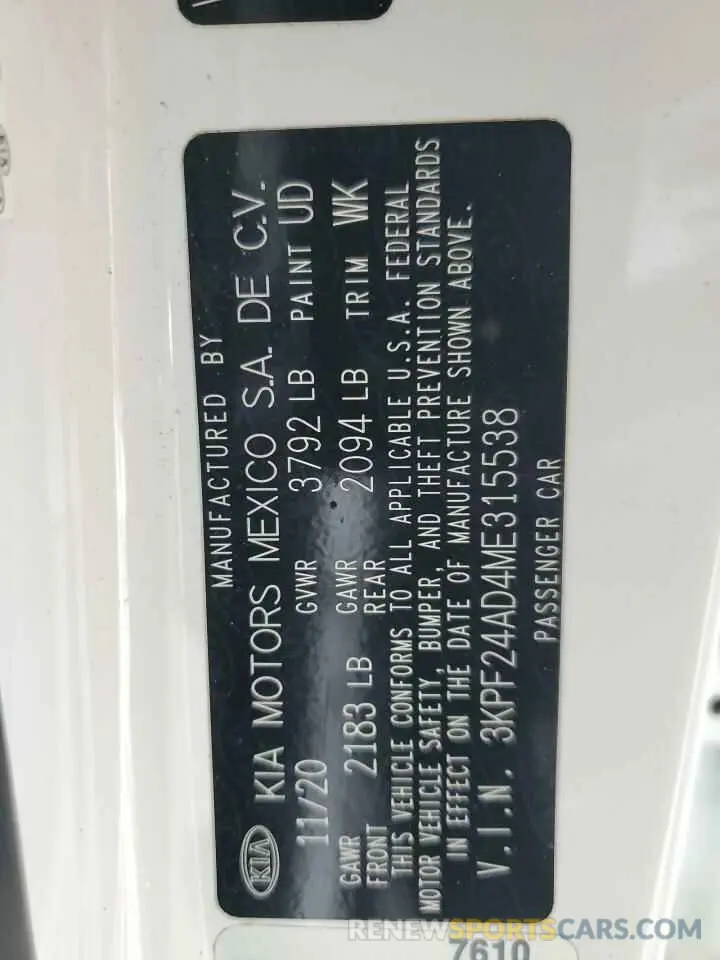 MANUFACTURED BY
KIA KIA MOTORS MEXICO S.A. DE C.V.
11/20 GVWR 3792 LB PAINT UD
GAWR FRONT 2183 LB GAWR REAR 2094 LB TRIM WK
THIS VEHICLE CONFORMS TO ALL APPLICABLE U.S.A. FEDERAL
MOTOR VEHICLE SAFETY, BUMPER, AND THEFT PREVENTION STANDARDS
IN EFFECT ON THE DATE OF MANUFACTURE SHOWN ABOVE.
V.I.N. 3KPF24AD4ME315538
PASSENGER CAR
7610
RENEWSPORTSCARS.COM